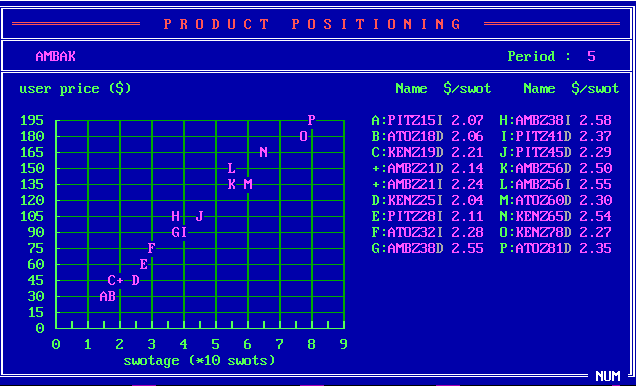 PRODUCT POSITIONING
AMBAK Period : 5
user price ($) Name $/swot Name $/swot
195 P A:PITZ15I 2.07 H:AMBZ38I 2.58
180 O B:ATOZ18D 2.06 I:PITZ41D 2.37
165 N C:KENZ19D 2.21 J:PITZ45D 2.29
150 L +:AMBZ21D 2.14 K:AMBZ56D 2.50
135 K M +:AMBZ21I 2.24 L:AMBZ56I 2.55
120 D:KENZ25I 2.04 M:ATOZ60D 2.30
105 H J E:PITZ28I 2.11 N:KENZ65D 2.54
90 GI F:ATOZ32I 2.28 O:KENZ78D 2.27
75 F G:AMBZ38D 2.55 P:ATOZ81D 2.35
60 E
45 C+ D
30 AB
15
0
0 1 2 3 4 5 6 7 8 9
swotage (*10 swots)
NUM